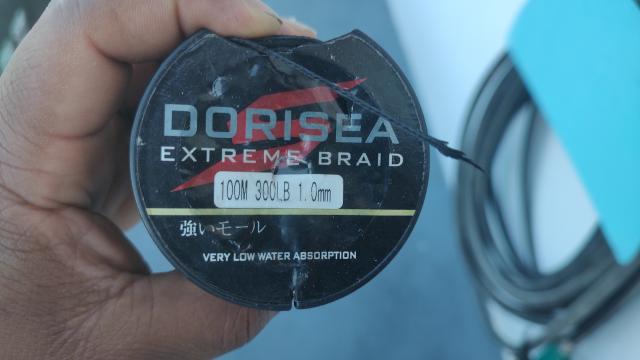 DORISEA
EXTREME BRAID
100M 300LB 1.0mm
強いモール
VERY LOW WATER ABSORPTION